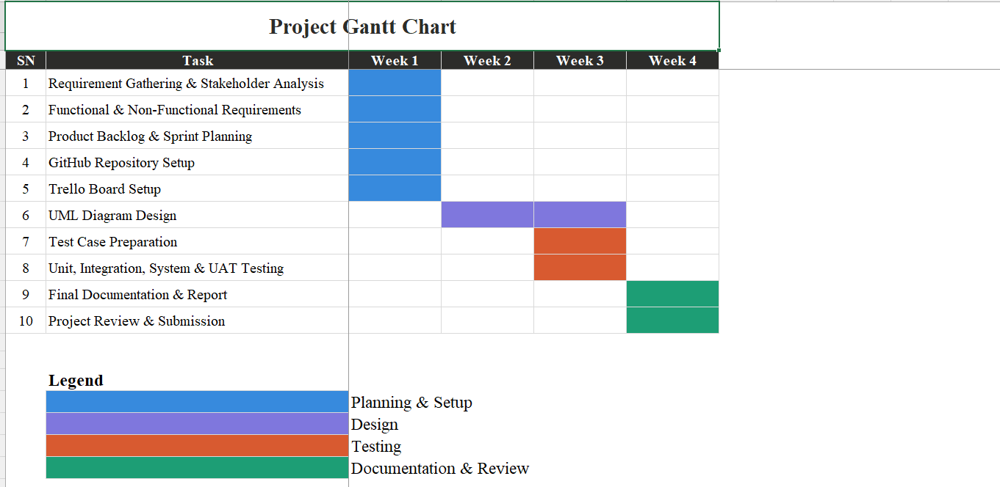 Project Gantt Chart
SN Task Week 1 Week 2 Week 3 Week 4
1 Requirement Gathering & Stakeholder Analysis
2 Functional & Non-Functional Requirements
3 Product Backlog & Sprint Planning
4 GitHub Repository Setup
5 Trello Board Setup
6 UML Diagram Design
7 Test Case Preparation
8 Unit, Integration, System & UAT Testing
9 Final Documentation & Report
10 Project Review & Submission
Legend
Planning & Setup
Design
Testing
Documentation & Review